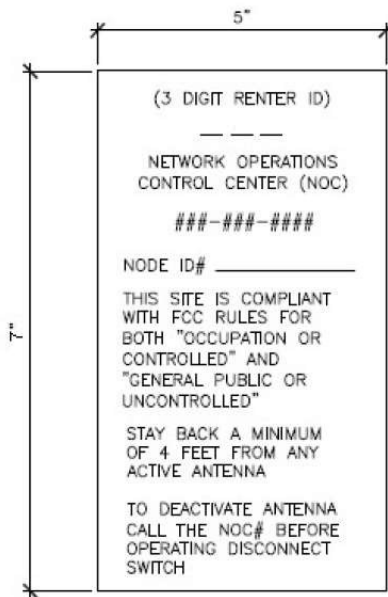 5"
7"
(3 DIGIT RENTER ID)
_ _ _
NETWORK OPERATIONS
CONTROL CENTER (NOC)
###-###-####
NODE ID# ____________
THIS SITE IS COMPLIANT
WITH FCC RULES FOR
BOTH "OCCUPATION OR
CONTROLLED" AND
"GENERAL PUBLIC OR
UNCONTROLLED"
STAY BACK A MINIMUM
OF 4 FEET FROM ANY
ACTIVE ANTENNA
TO DEACTIVATE ANTENNA
CALL THE NOC# BEFORE
OPERATING DISCONNECT
SWITCH